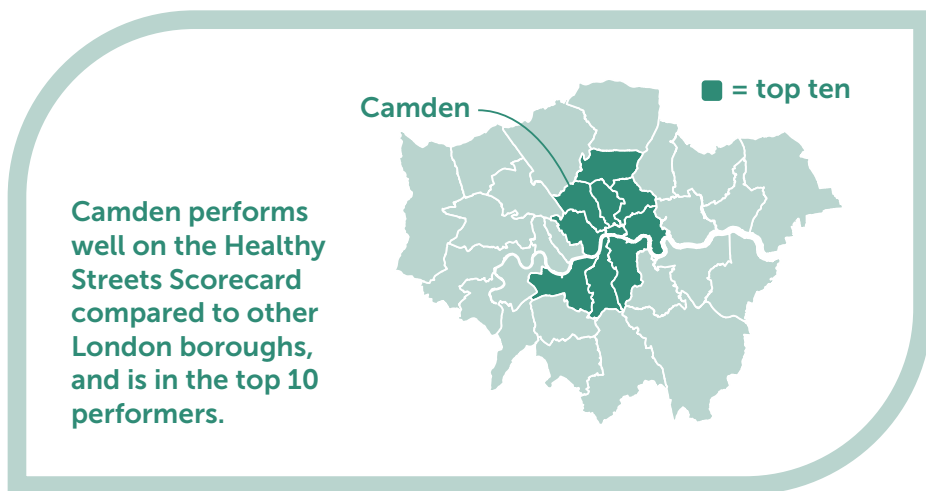 Camden
= top ten
Camden performs
well on the Healthy
Streets Scorecard
compared to other
London boroughs,
and is in the top 10
performers.